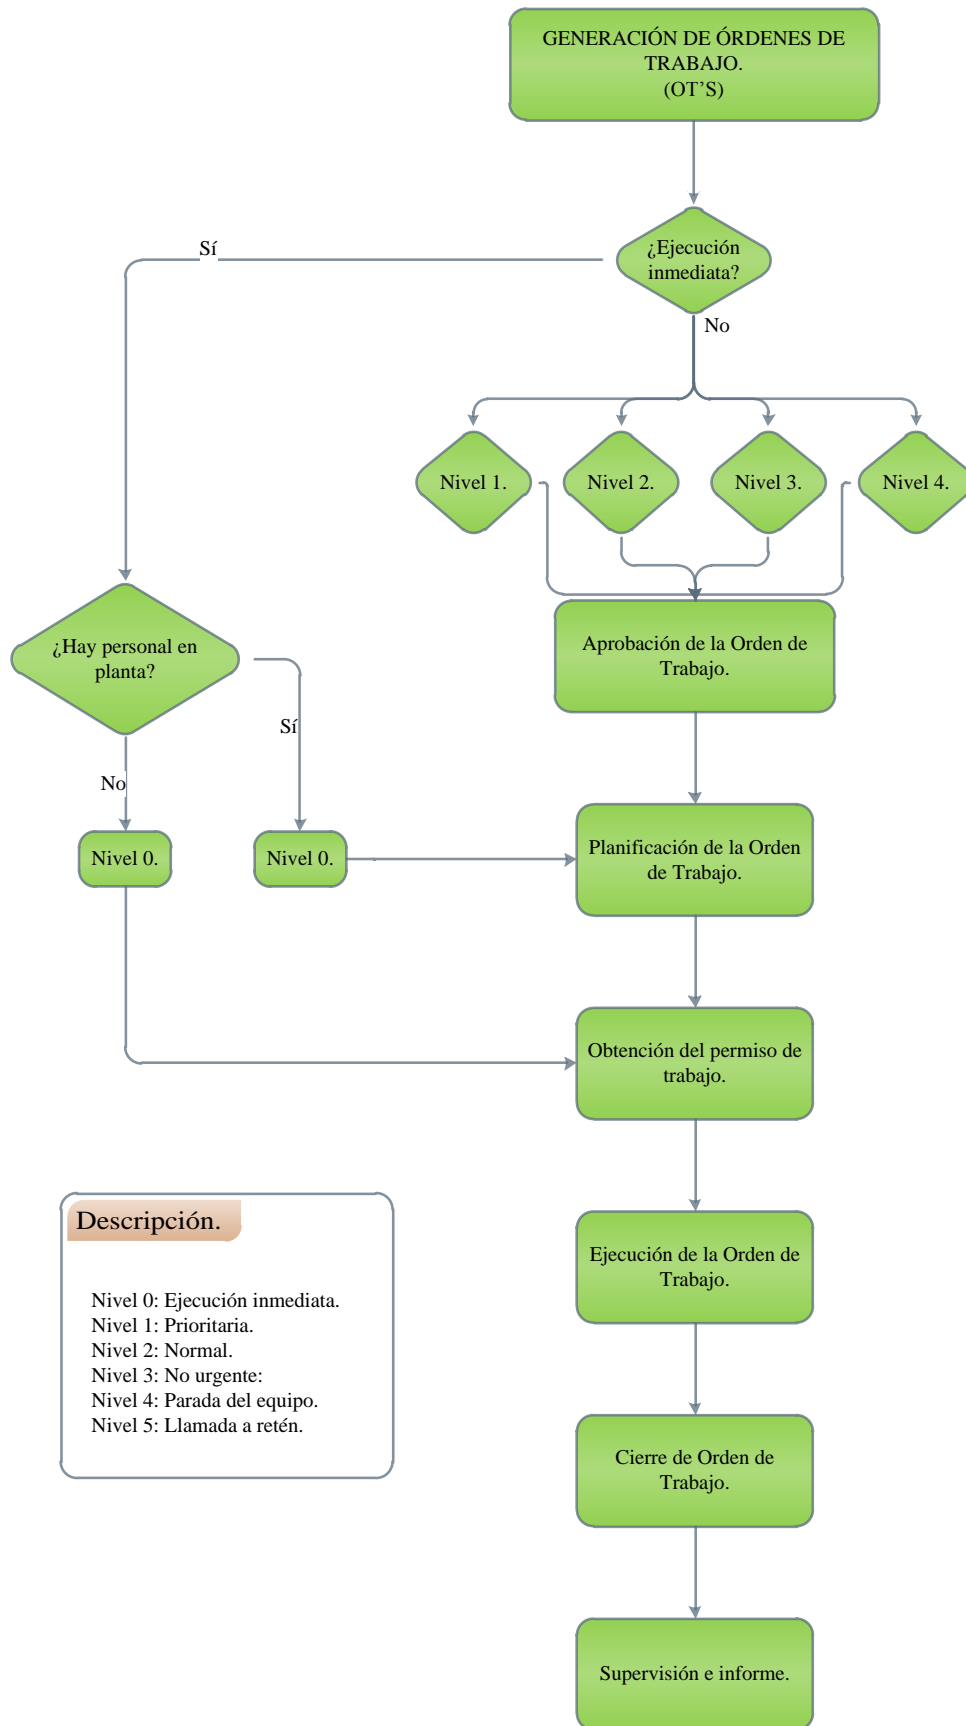 GENERACIÓN DE ÓRDENES DE
TRABAJO.
(OT’S)
¿Ejecución
inmediata?
Sí
No
Nivel 1.
Nivel 2.
Nivel 3.
Nivel 4.
¿Hay personal en
planta?
Aprobación de la Orden de
Trabajo.
Sí
No
Nivel 0.
Nivel 0.
Planificación de la Orden
de Trabajo.
Obtención del permiso de
trabajo.
Descripción.
Nivel 0: Ejecución inmediata.
Nivel 1: Prioritaria.
Nivel 2: Normal.
Nivel 3: No urgente:
Nivel 4: Parada del equipo.
Nivel 5: Llamada a retén.
Ejecución de la Orden de
Trabajo.
Cierre de Orden de
Trabajo.
Supervisión e informe.